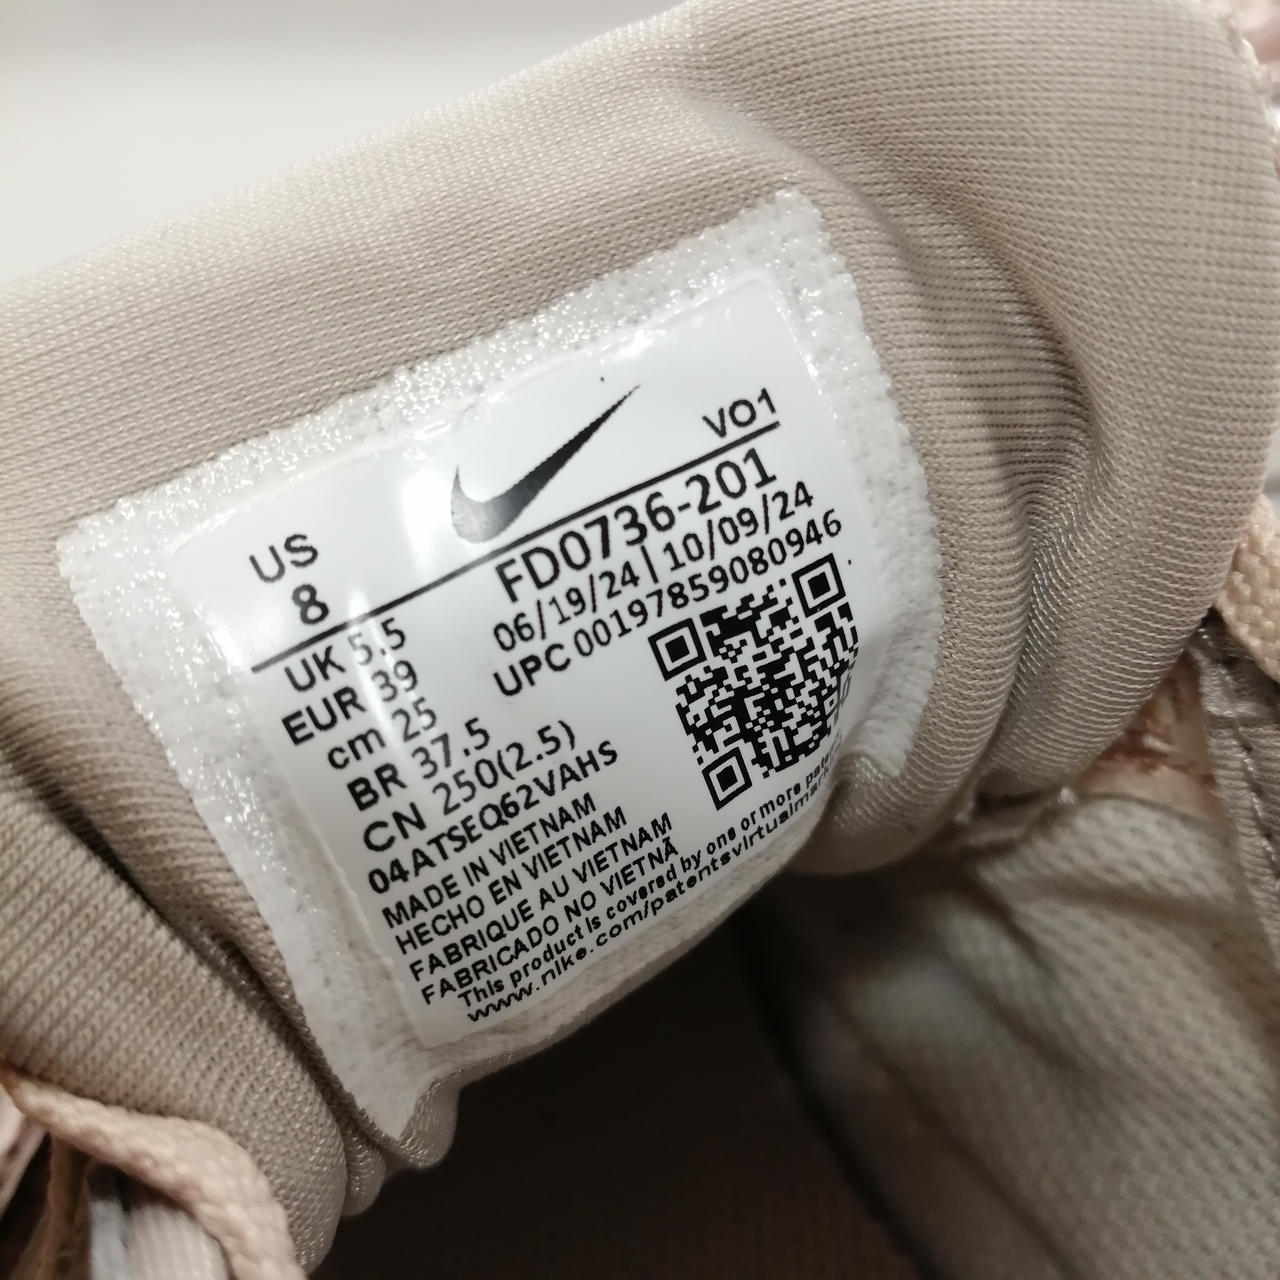 US
8
VO1
FD0736-201
06/19/24 | 10/09/24
UPC 00197859080946
UK 5.5
EUR 39
cm 25
BR 37.5
CN 250(2.5)
04ATSEQ62VAHS
MADE IN VIETNAM
HECHO EN VIETNAM
FABRIQUE AU VIETNAM
FABRICADO NO VIETNÃ
This product is covered by one or more
www.nike.com/patentsvirtualmark